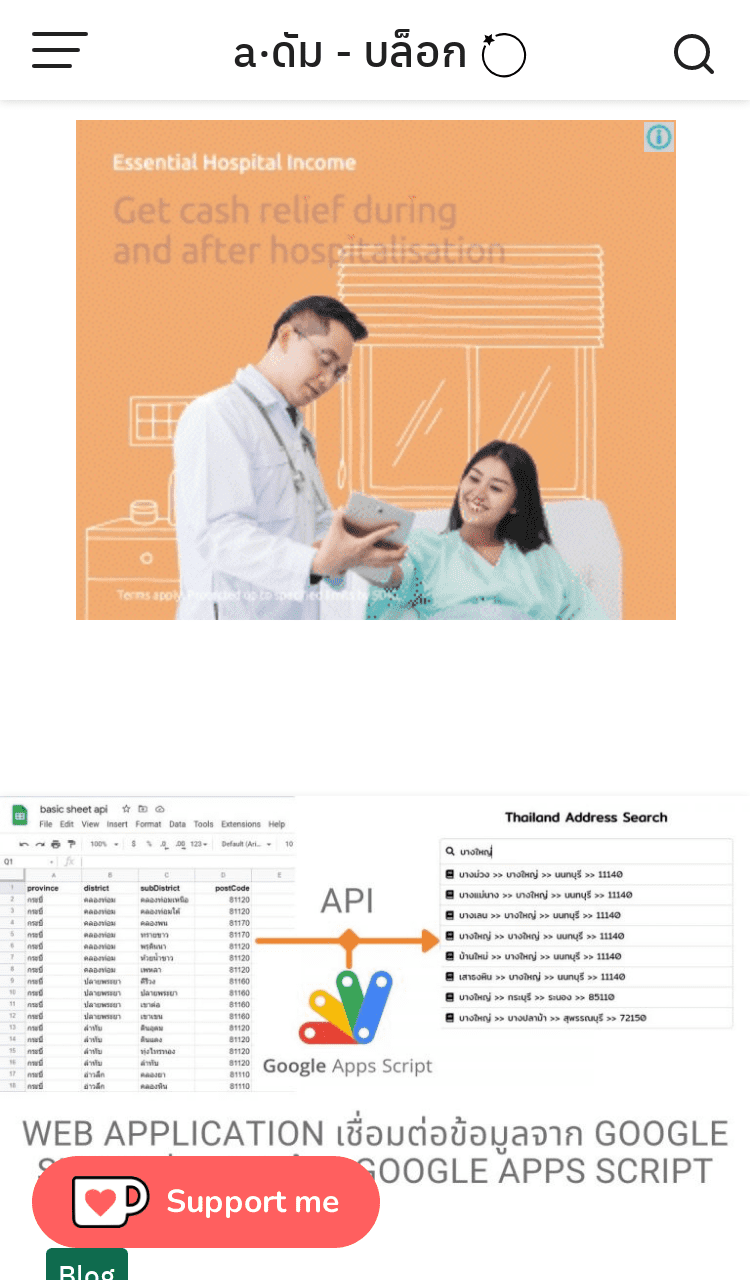 a·ดัม - บล็อก
Essential Hospital Income
Get cash relief during
and after hospitalisation
Terms apply. Protected up to specified limits by SDIC.
basic sheet api
File Edit View Insert Format Data Tools Extensions Help
100% $ % .0 .00 123 Default (Ari... 10
Q1 fx
A B C D E
1 province district subDistrict postCode
2 กระบี่ คลองท่อม คลองท่อมเหนือ 81120
3 กระบี่ คลองท่อม คลองท่อมใต้ 81120
4 กระบี่ คลองท่อม คลองพน 81170
5 กระบี่ คลองท่อม ทรายขาว 81170
6 กระบี่ คลองท่อม พรุดินนา 81120
7 กระบี่ คลองท่อม ห้วยน้ำขาว 81120
8 กระบี่ คลองท่อม เพหลา 81120
9 กระบี่ ปลายพระยา คีรีวง 81160
10 กระบี่ ปลายพระยา ปลายพระยา 81160
11 กระบี่ ปลายพระยา เขาต่อ 81160
12 กระบี่ ปลายพระยา เขาเขน 81160
13 กระบี่ ลำทับ ดินอุดม 81120
14 กระบี่ ลำทับ ดินแดง 81120
15 กระบี่ ลำทับ ทุ่งไทรทอง 81120
16 กระบี่ ลำทับ ลำทับ 81120
17 กระบี่ อ่าวลึก คลองยา 81110
18 กระบี่ อ่าวลึก คลองหิน 81110
API
Google Apps Script
Thailand Address Search
บางใหญ่
บางม่วง >> บางใหญ่ >> นนทบุรี >> 11140
บางแม่นาง >> บางใหญ่ >> นนทบุรี >> 11140
บางเลน >> บางใหญ่ >> นนทบุรี >> 11140
บางใหญ่ >> บางใหญ่ >> นนทบุรี >> 11140
บ้านใหม่ >> บางใหญ่ >> นนทบุรี >> 11140
เสาธงหิน >> บางใหญ่ >> นนทบุรี >> 11140
บางใหญ่ >> กระบุรี >> ระนอง >> 85110
บางใหญ่ >> บางปลาม้า >> สุพรรณบุรี >> 72150
WEB APPLICATION เชื่อมต่อข้อมูลจาก GOOGLE
GOOGLE APPS SCRIPT
Support me
Blog